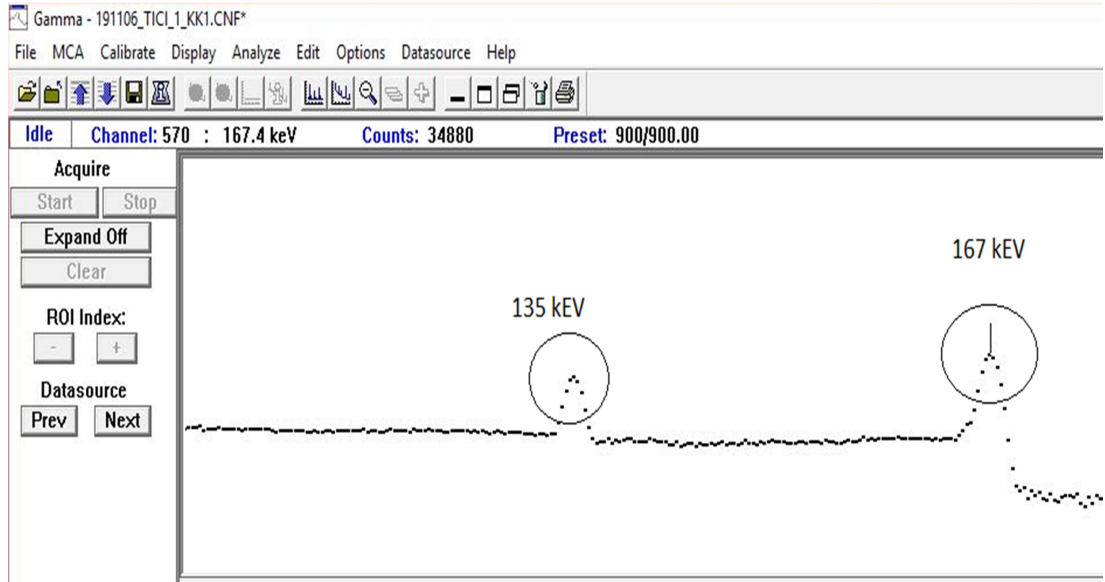 Gamma - 191106_TICI_1_KK1.CNF*
File MCA Calibrate Display Analyze Edit Options Datasource Help
Idle Channel: 570 : 167.4 keV Counts: 34880 Preset: 900/900.00
Acquire
Start Stop
Expand Off
Clear
ROI Index:
- +
Datasource
Prev Next
135 kEV
167 kEV